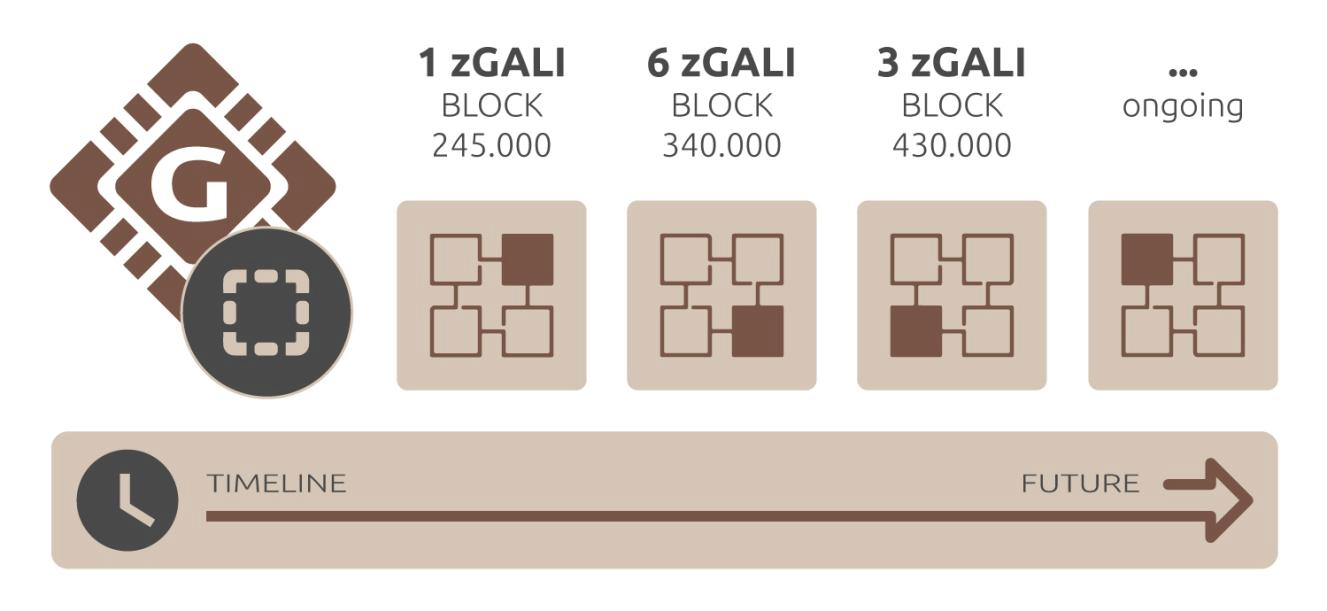 G
1 zGALI
BLOCK
245.000
6 zGALI
BLOCK
340.000
3 zGALI
BLOCK
430.000
...
ongoing
TIMELINE
FUTURE